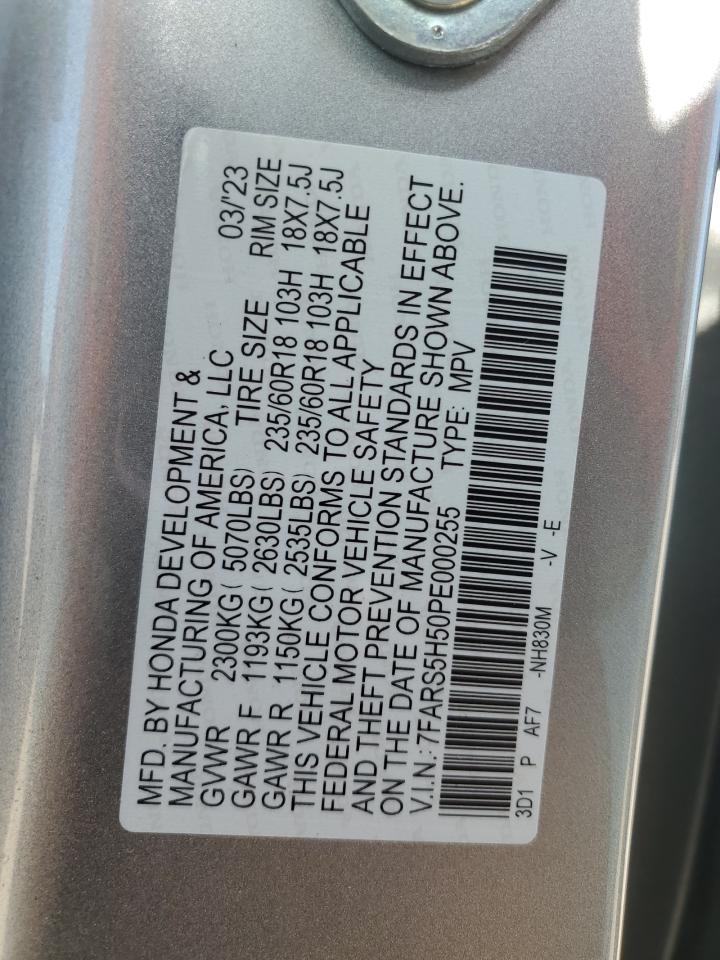 MFD. BY HONDA DEVELOPMENT &
MANUFACTURING OF AMERICA, LLC 03/'23
GVWR 2300KG( 5070LBS) TIRE SIZE RIM SIZE
GAWR F 1193KG( 2630LBS) 235/60R18 103H 18X7.5J
GAWR R 1150KG( 2535LBS) 235/60R18 103H 18X7.5J
THIS VEHICLE CONFORMS TO ALL APPLICABLE
FEDERAL MOTOR VEHICLE SAFETY
AND THEFT PREVENTION STANDARDS IN EFFECT
ON THE DATE OF MANUFACTURE SHOWN ABOVE.
V.I.N.: 7FARS5H50PE000255 TYPE: MPV
3D1 P AF7 -NH830M -V -E